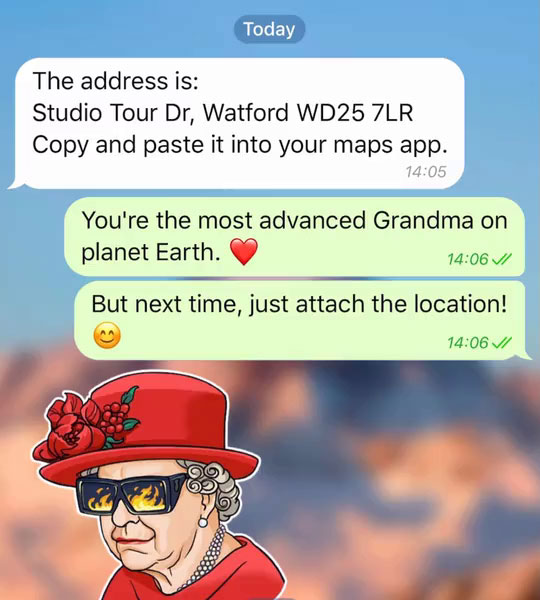 Today
The address is:
Studio Tour Dr, Watford WD25 7LR
Copy and paste it into your maps app.
14:05
You're the most advanced Grandma on
planet Earth. ❤️
14:06
But next time, just attach the location!
😊
14:06